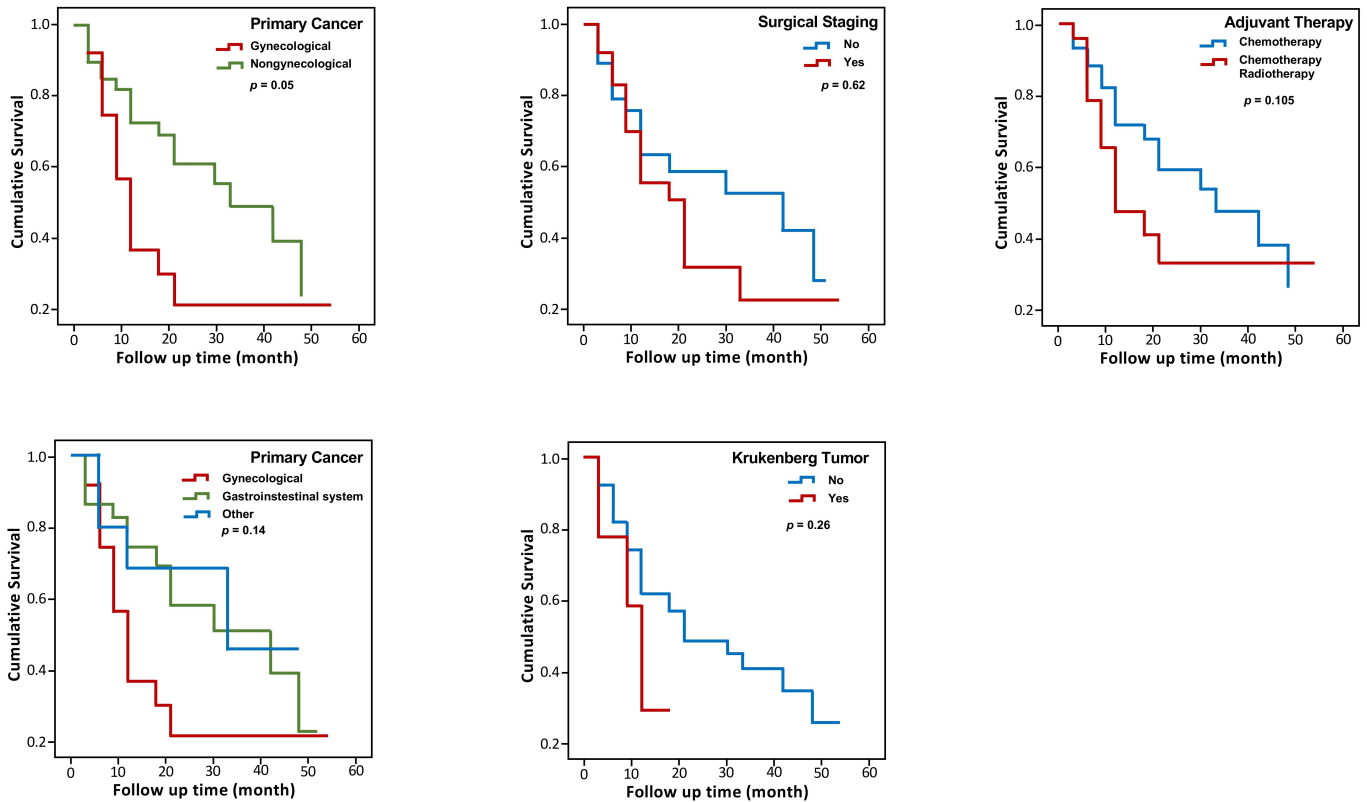 Primary Cancer
Gynecological
Nongynecological
p = 0.05
1.0
0.8
0.6
0.4
0.2
Cumulative Survival
0 10 20 30 40 50 60
Follow up time (month)
Surgical Staging
No
Yes
p = 0.62
1.0
0.8
0.6
0.4
0.2
Cumulative Survival
0 10 20 30 40 50 60
Follow up time (month)
Adjuvant Therapy
Chemotherapy
Chemotherapy
Radiotherapy
p = 0.105
1.0
0.8
0.6
0.4
0.2
Cumulative Survival
0 10 20 30 40 50 60
Follow up time (month)
Primary Cancer
Gynecological
Gastroinstestinal system
Other
p = 0.14
1.0
0.8
0.6
0.4
0.2
Cumulative Survival
0 10 20 30 40 50 60
Follow up time (month)
Krukenberg Tumor
No
Yes
p = 0.26
1.0
0.8
0.6
0.4
0.2
Cumulative Survival
0 10 20 30 40 50 60
Follow up time (month)